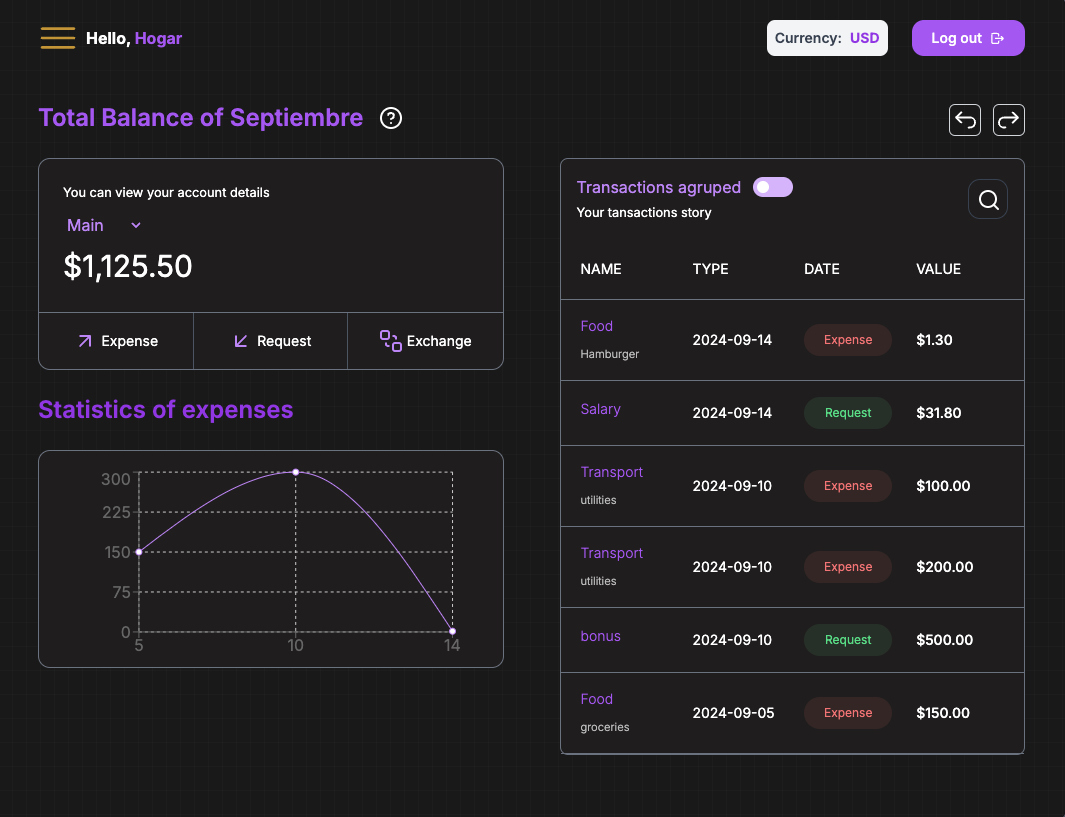 Hello, Hogar
Currency: USD
Log out
Total Balance of Septiembre
You can view your account details
Main
$1,125.50
Expense
Request
Exchange
Statistics of expenses
300
225
150
75
0
5 10 14
Transactions agruped
Your tansactions story
NAME TYPE DATE VALUE
Food
Hamburger
2024-09-14 Expense $1.30
Salary
2024-09-14 Request $31.80
Transport
utilities
2024-09-10 Expense $100.00
Transport
utilities
2024-09-10 Expense $200.00
bonus
2024-09-10 Request $500.00
Food
groceries
2024-09-05 Expense $150.00